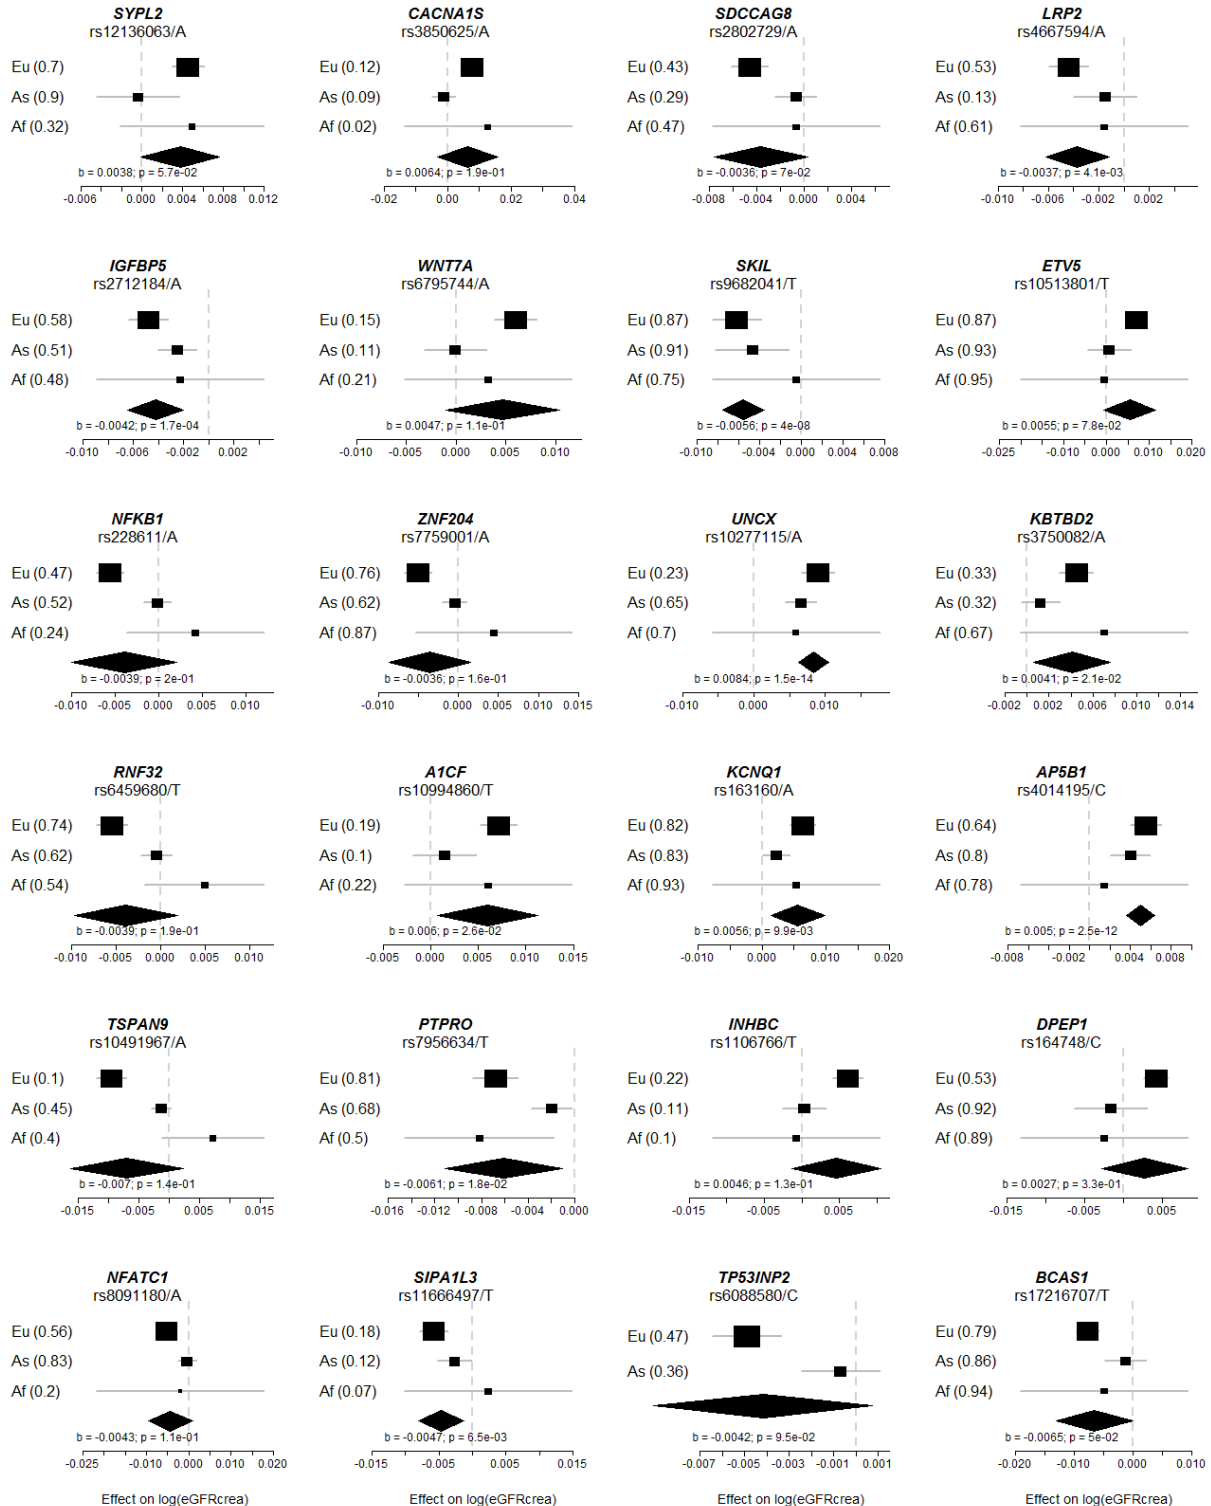 SYPL2
rs12136063/A
Eu (0.7)
As (0.9)
Af (0.32)
b = 0.0038; p = 5.7e-02
-0.006 0.000 0.004 0.008 0.012
CACNA1S
rs3850625/A
Eu (0.12)
As (0.09)
Af (0.02)
b = 0.0064; p = 1.9e-01
-0.02 0.00 0.02 0.04
SDCCAG8
rs2802729/A
Eu (0.43)
As (0.29)
Af (0.47)
b = -0.0036; p = 7e-02
-0.008 -0.004 0.000 0.004
LRP2
rs4667594/A
Eu (0.53)
As (0.13)
Af (0.61)
b = -0.0037; p = 4.1e-03
-0.010 -0.006 -0.002 0.002
IGFBP5
rs2712184/A
Eu (0.58)
As (0.51)
Af (0.48)
b = -0.0042; p = 1.7e-04
-0.010 -0.006 -0.002 0.002
WNT7A
rs6795744/A
Eu (0.15)
As (0.11)
Af (0.21)
b = 0.0047; p = 1.1e-01
-0.010 0.000 0.005 0.010
SKIL
rs9682041/T
Eu (0.87)
As (0.91)
Af (0.75)
b = -0.0056; p = 4e-08
-0.010 -0.004 0.000 0.004 0.008
ETV5
rs10513801/T
Eu (0.87)
As (0.93)
Af (0.95)
b = 0.0055; p = 7.8e-02
-0.025 -0.010 0.000 0.010 0.020
NFKB1
rs228611/A
Eu (0.47)
As (0.52)
Af (0.24)
b = -0.0039; p = 2e-01
-0.010 -0.005 0.000 0.005 0.010
ZNF204
rs7759001/A
Eu (0.76)
As (0.62)
Af (0.87)
b = -0.0036; p = 1.6e-01
-0.010 -0.005 0.000 0.005 0.010 0.015
UNCX
rs10277115/A
Eu (0.23)
As (0.65)
Af (0.7)
b = 0.0084; p = 1.5e-14
-0.010 0.000 0.010
KBTBD2
rs3750082/A
Eu (0.33)
As (0.32)
Af (0.67)
b = 0.0041; p = 2.1e-02
-0.002 0.002 0.006 0.010 0.014
RNF32
rs6459680/T
Eu (0.74)
As (0.62)
Af (0.54)
b = -0.0039; p = 1.9e-01
-0.010 -0.005 0.000 0.005 0.010
A1CF
rs10994860/T
Eu (0.19)
As (0.1)
Af (0.22)
b = 0.006; p = 2.6e-02
-0.010 0.000 0.005 0.010 0.015
KCNQ1
rs163160/A
Eu (0.82)
As (0.83)
Af (0.93)
b = 0.0056; p = 9.9e-03
-0.010 0.000 0.010 0.020
AP5B1
rs4014195/C
Eu (0.64)
As (0.8)
Af (0.78)
b = 0.005; p = 2.5e-12
-0.008 -0.002 0.004 0.008
TSPAN9
rs10491967/A
Eu (0.1)
As (0.45)
Af (0.4)
b = -0.007; p = 1.4e-01
-0.015 -0.005 0.005 0.015
PTPRO
rs7956634/T
Eu (0.81)
As (0.68)
Af (0.5)
b = -0.0061; p = 1.8e-02
-0.016 -0.012 -0.008 -0.004 0.000
INHBC
rs1106766/T
Eu (0.22)
As (0.11)
Af (0.1)
b = 0.0046; p = 1.3e-01
-0.015 -0.005 0.005
DPEP1
rs164748/C
Eu (0.53)
As (0.92)
Af (0.89)
b = 0.0027; p = 3.3e-01
-0.015 -0.005 0.005
NFATC1
rs8091180/A
Eu (0.56)
As (0.83)
Af (0.2)
b = -0.0043; p = 1.1e-01
-0.025 -0.010 0.000 0.010 0.020
Effect on log(eGFRcrea)
SIPA1L3
rs11666497/T
Eu (0.18)
As (0.12)
Af (0.07)
b = -0.0047; p = 6.5e-03
-0.015 -0.005 0.005 0.015
Effect on log(eGFRcrea)
TP53INP2
rs6088580/C
Eu (0.47)
As (0.36)
b = -0.0042; p = 9.5e-02
-0.007 -0.005 -0.003 -0.001 0.001
Effect on log(eGFRcrea)
BCAS1
rs17216707/T
Eu (0.79)
As (0.86)
Af (0.94)
b = -0.0065; p = 5e-02
-0.020 -0.010 0.000 0.010
Effect on log(eGFRcrea)